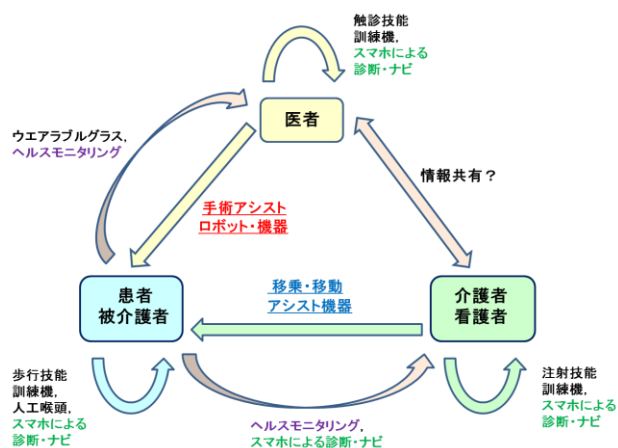 触診技能
訓練機,
スマホによる
診断・ナビ
医者
ウエアラブルグラス,
ヘルスモニタリング
情報共有？
手術アシスト
ロボット・機器
患者
被介護者
移乗・移動
アシスト機器
介護者
看護者
歩行技能
訓練機,
人工喉頭,
スマホによる
診断・ナビ
ヘルスモニタリング,
スマホによる診断・ナビ
注射技能
訓練機,
スマホによる
診断・ナビ